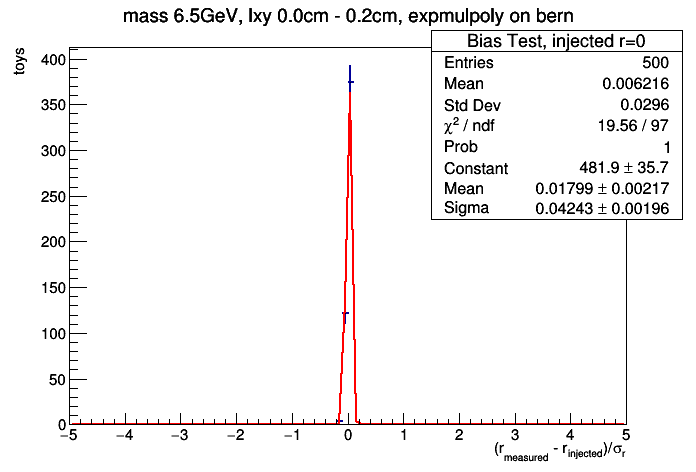 mass 6.5GeV, lxy 0.0cm - 0.2cm, expmulpoly on bern
Bias Test, injected r=0
Entries 500
Mean 0.006216
Std Dev 0.0296
χ² / ndf 19.56 / 97
Prob 1
Constant 481.9 ± 35.7
Mean 0.01799 ± 0.00217
Sigma 0.04243 ± 0.00196
toys
400
350
300
250
200
150
100
50
0
−5 −4 −3 −2 −1 0 1 2 3 4 5
(r_measured - r_injected)/σ_r